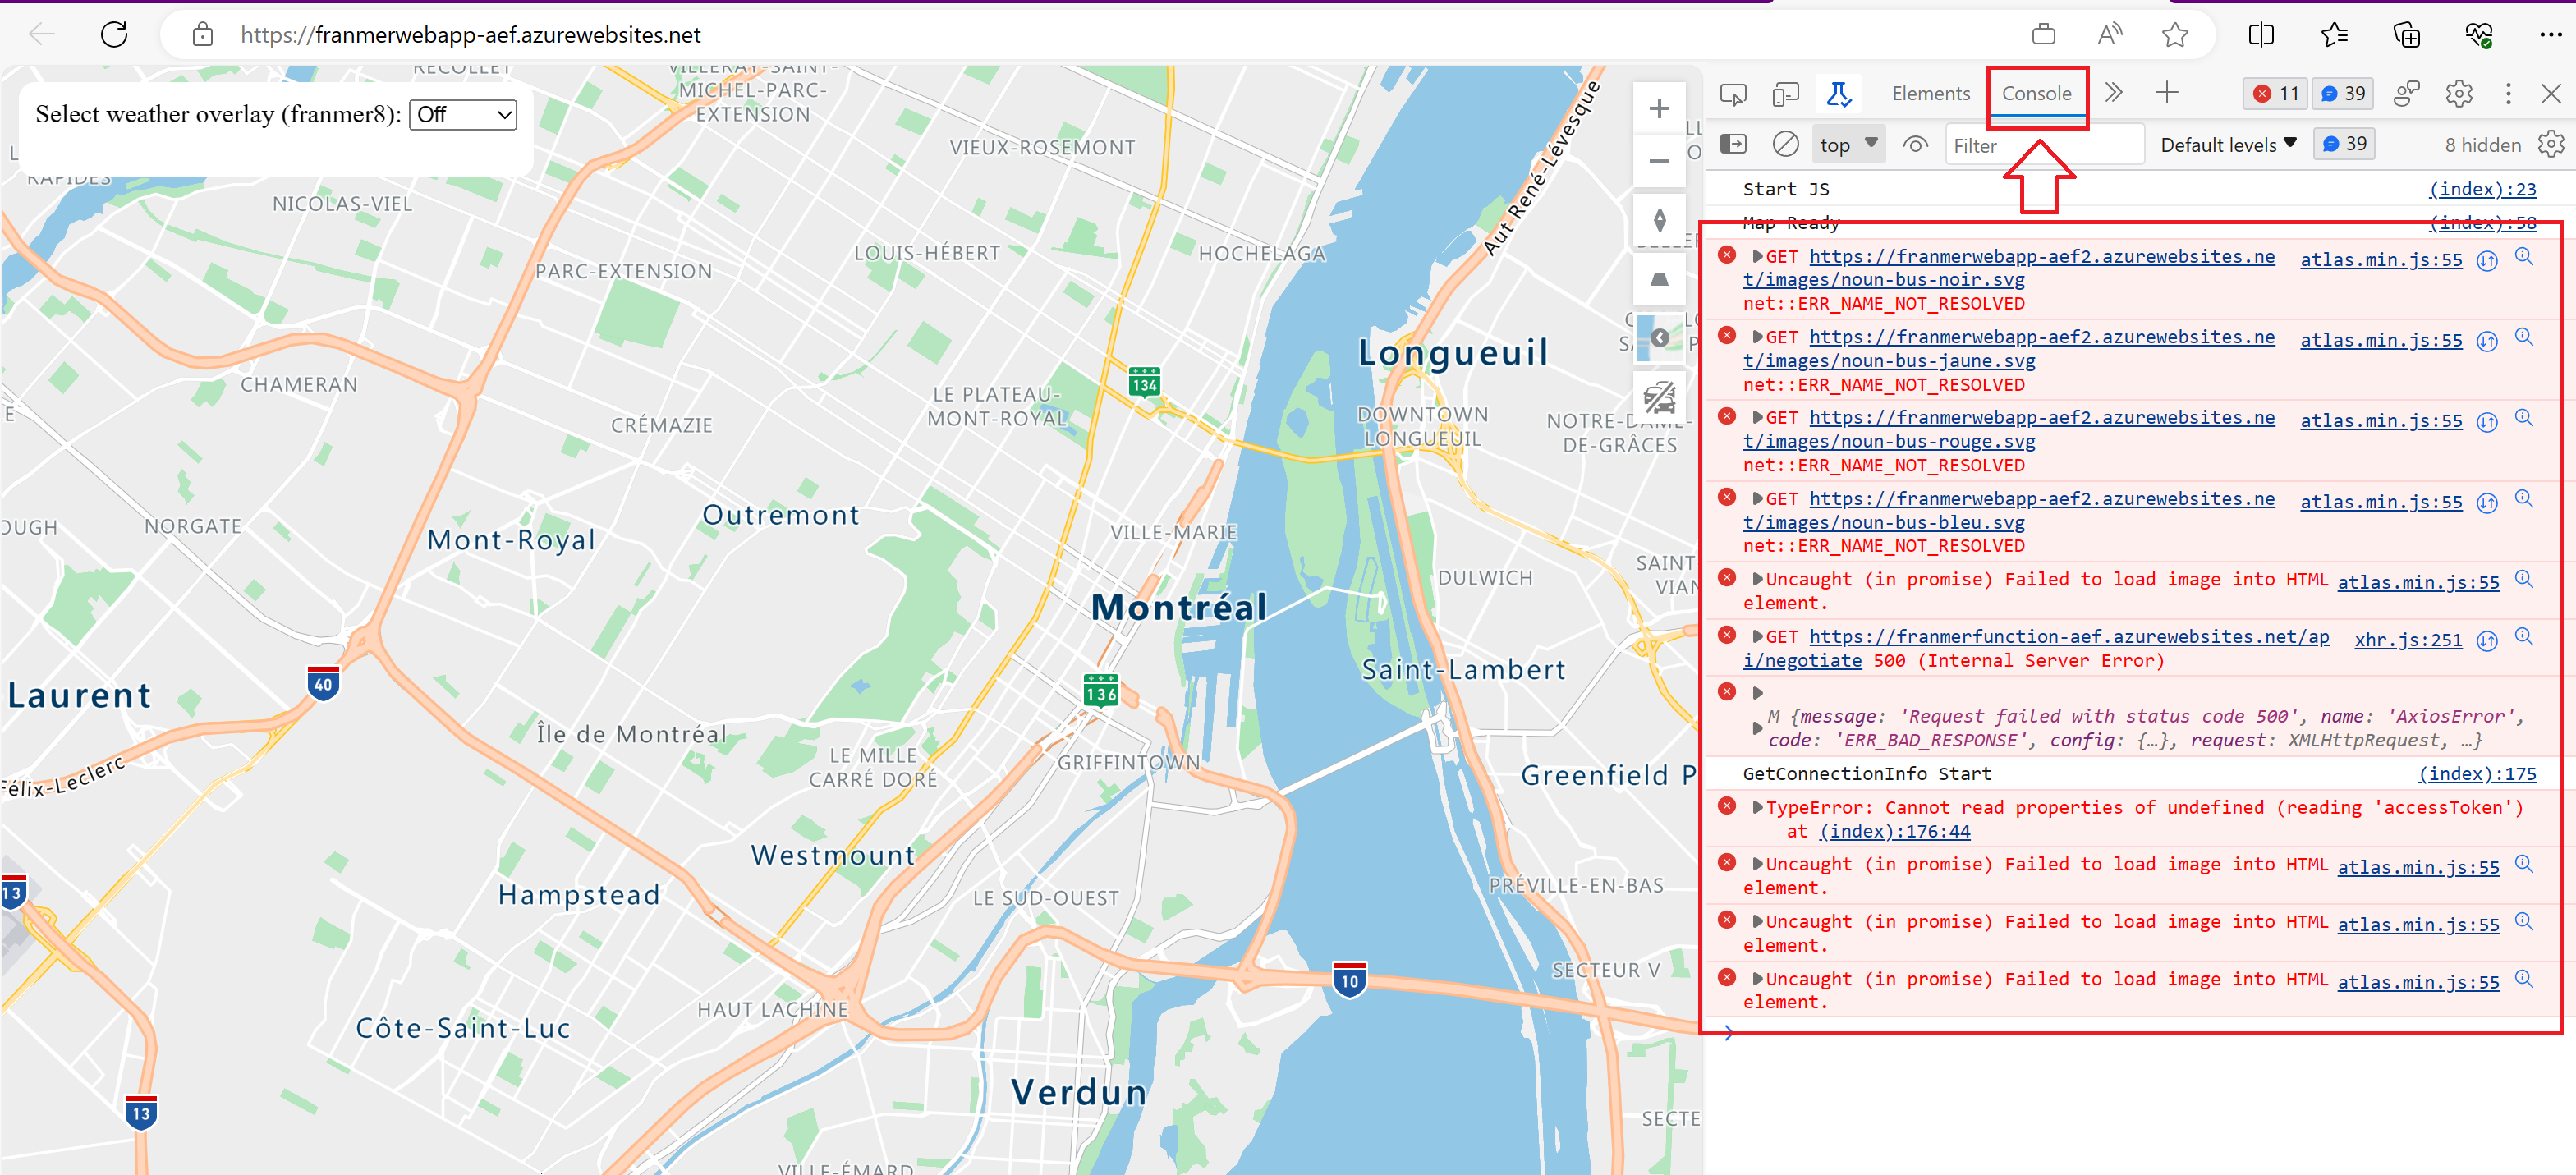 https://franmerwebapp-aef.azurewebsites.net
Select weather overlay (franmer8): Off
RÉCOLLET
VILLERAY-SAINT-
MICHEL-PARC-
EXTENSION
RAPIDES
NICOLAS-VIEL
VIEUX-ROSEMONT
PARC-EXTENSION
LOUIS-HÉBERT
HOCHELAGA
Aut René-Lévesque
CHAMERAN
CRÉMAZIE
LE PLATEAU-
MONT-ROYAL
134
Longueuil
DOWNTOWN
LONGUEUIL
NOTRE-DAME-
DE-GRÂCES
OUGH
NORGATE
Mont-Royal
Outremont
VILLE-MARIE
DULWICH
SAINT
VIAN
Montréal
Saint-Lambert
Laurent
40
136
Île de Montréal
LE MILLE
CARRÉ DORÉ
GRIFFINTOWN
Greenfield P
Félix-Leclerc
Westmount
Hampstead
LE SUD-OUEST
PRÉVILLE-EN-BAS
13
HAUT LACHINE
10
SECTEUR V
Côte-Saint-Luc
Verdun
13
SECTE
VILLE-ÉMARD
Elements
Console
11
39
top
Filter
Default levels
39
8 hidden
Start JS (index):23
Map Ready (index):58
GET https://franmerwebapp-aef2.azurewebsites.ne atlas.min.js:55
t/images/noun-bus-noir.svg
net::ERR_NAME_NOT_RESOLVED
GET https://franmerwebapp-aef2.azurewebsites.ne atlas.min.js:55
t/images/noun-bus-jaune.svg
net::ERR_NAME_NOT_RESOLVED
GET https://franmerwebapp-aef2.azurewebsites.ne atlas.min.js:55
t/images/noun-bus-rouge.svg
net::ERR_NAME_NOT_RESOLVED
GET https://franmerwebapp-aef2.azurewebsites.ne atlas.min.js:55
t/images/noun-bus-bleu.svg
net::ERR_NAME_NOT_RESOLVED
Uncaught (in promise) Failed to load image into HTML atlas.min.js:55
element.
GET https://franmerfunction-aef.azurewebsites.net/ap xhr.js:251
i/negotiate 500 (Internal Server Error)
M {message: 'Request failed with status code 500', name: 'AxiosError',
code: 'ERR_BAD_RESPONSE', config: {…}, request: XMLHttpRequest, …}
GetConnectionInfo Start (index):175
TypeError: Cannot read properties of undefined (reading 'accessToken')
at (index):176:44
Uncaught (in promise) Failed to load image into HTML atlas.min.js:55
element.
Uncaught (in promise) Failed to load image into HTML atlas.min.js:55
element.
Uncaught (in promise) Failed to load image into HTML atlas.min.js:55
element.